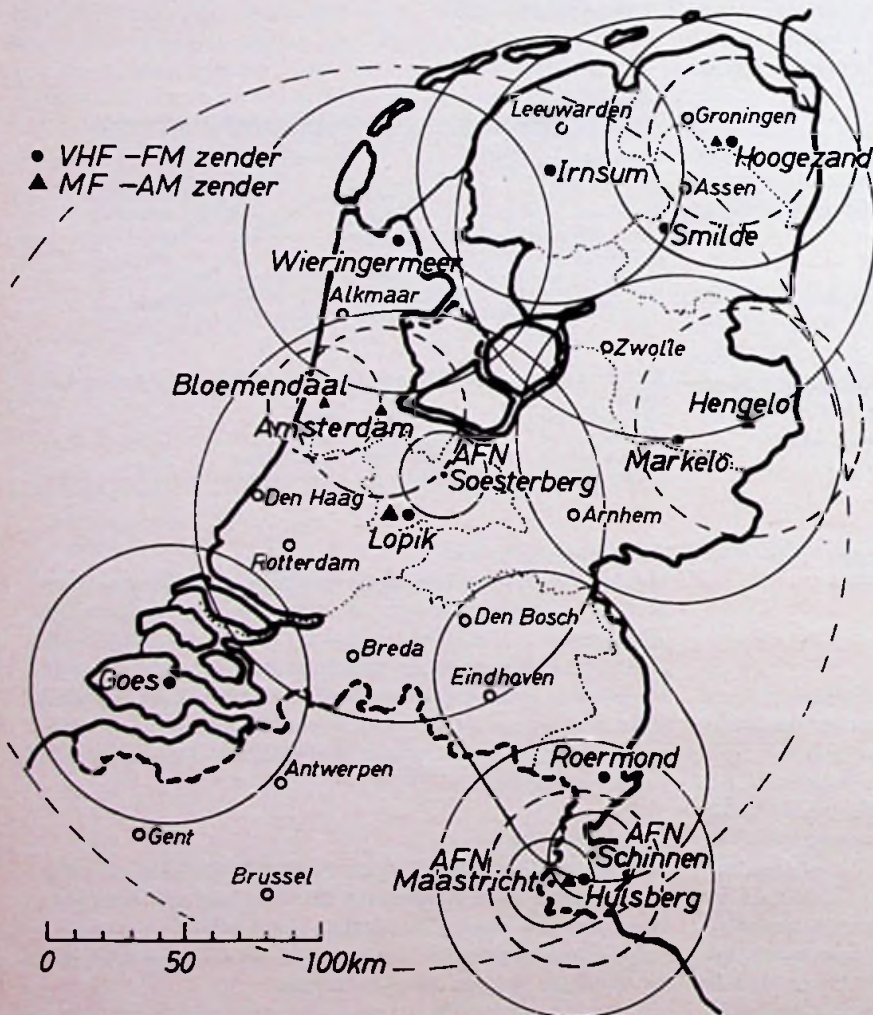 Leeuwarden
Groningen
● VHF-FM zender
▲ MF-AM zender
Irnsum
Hoogezand
Assen
Smilde
Wieringermeer
Alkmaar
Zwolle
Bloemendaal
Amsterdam
Hengelo
Markelo
AFN
Soesterberg
Den Haag
Lopik
Arnhem
Rotterdam
Den Bosch
Breda
Eindhoven
Goes
Roermond
Antwerpen
Gent
AFN
Schinnen
AFN
Maastricht
Hulsberg
Brussel
0 50 100km